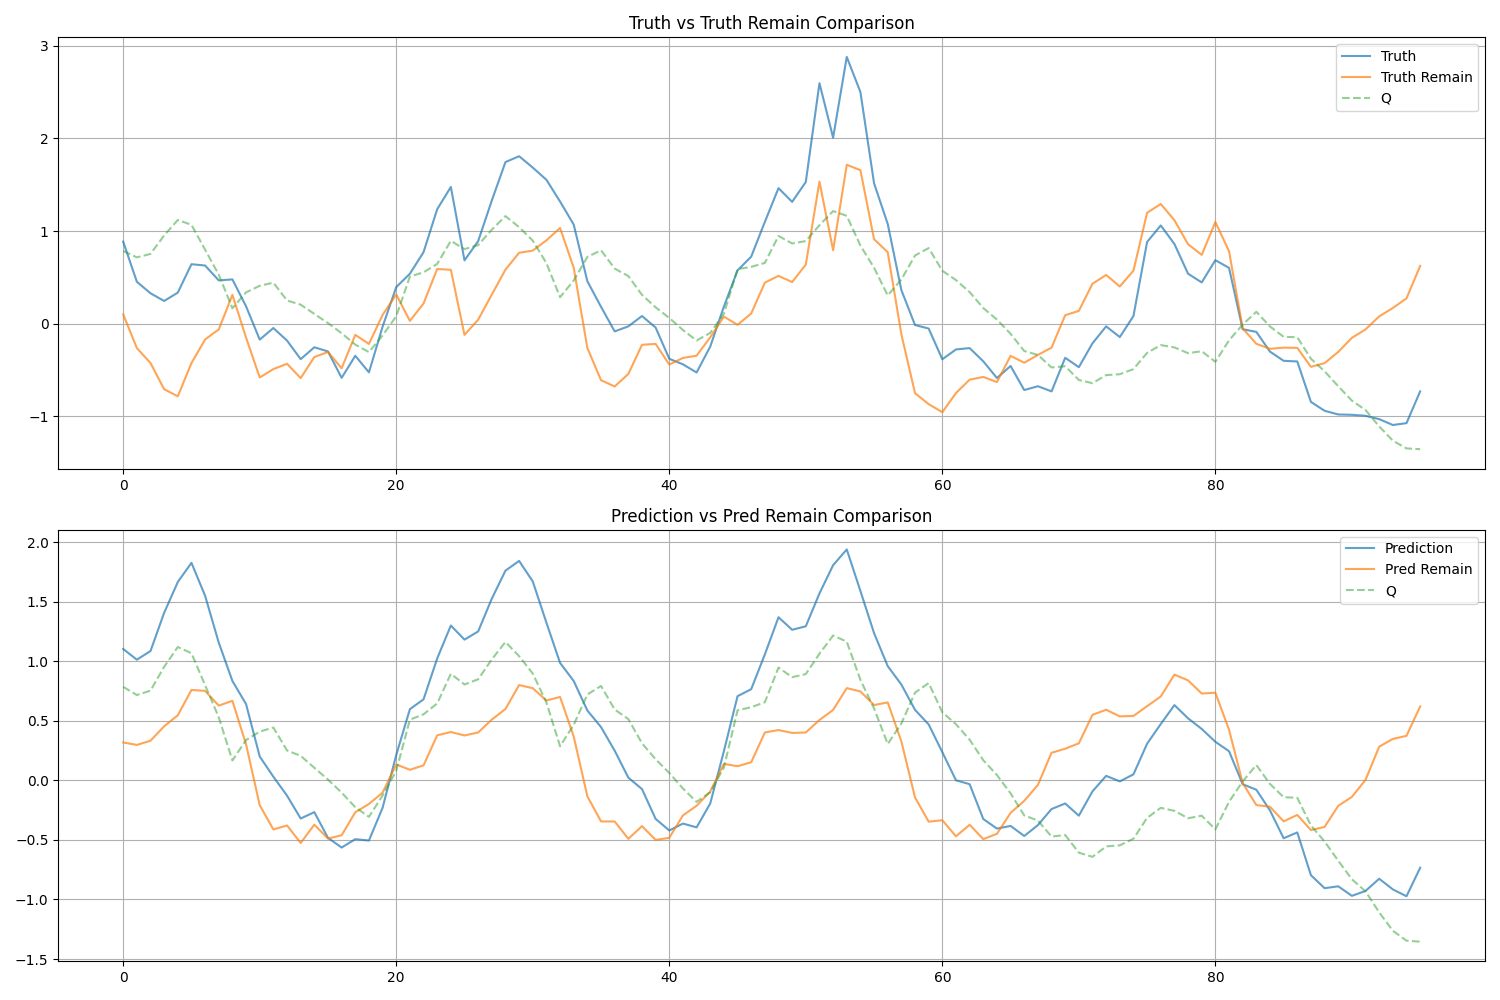 Truth vs Truth Remain Comparison
Truth
Truth Remain
Q
3
2
1
0
−1
0
20
40
60
80
Prediction vs Pred Remain Comparison
Prediction
Pred Remain
Q
2.0
1.5
1.0
0.5
0.0
−0.5
−1.0
−1.5
0
20
40
60
80